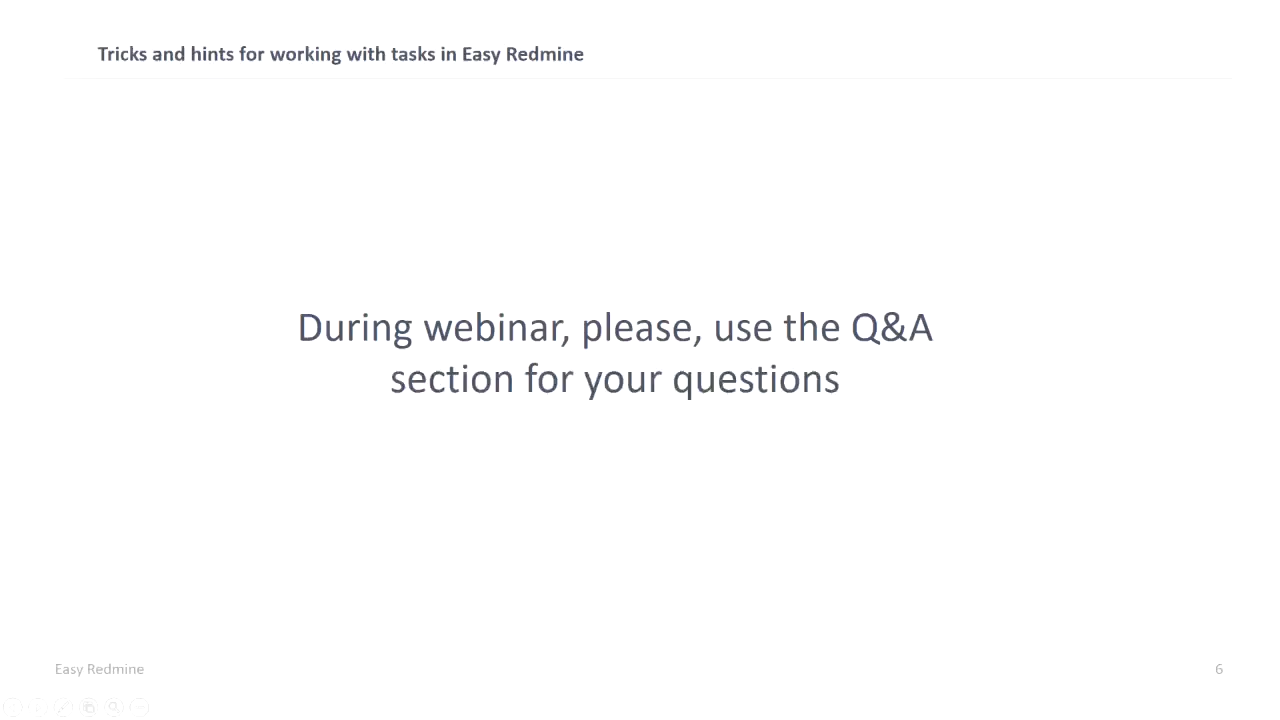 Tricks and hints for working with tasks in Easy Redmine
During webinar, please, use the Q&A
section for your questions
Easy Redmine
6